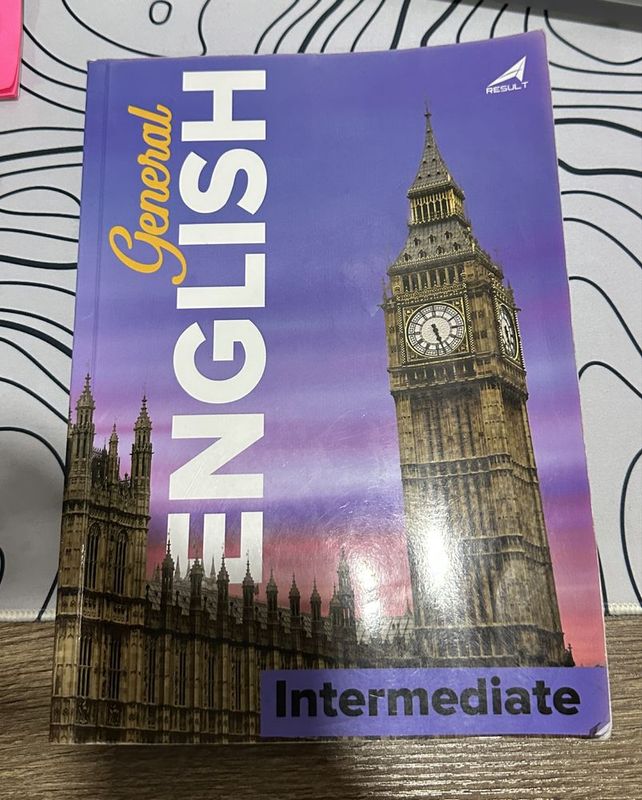 General
ENGLISH
RESULT
Intermediate